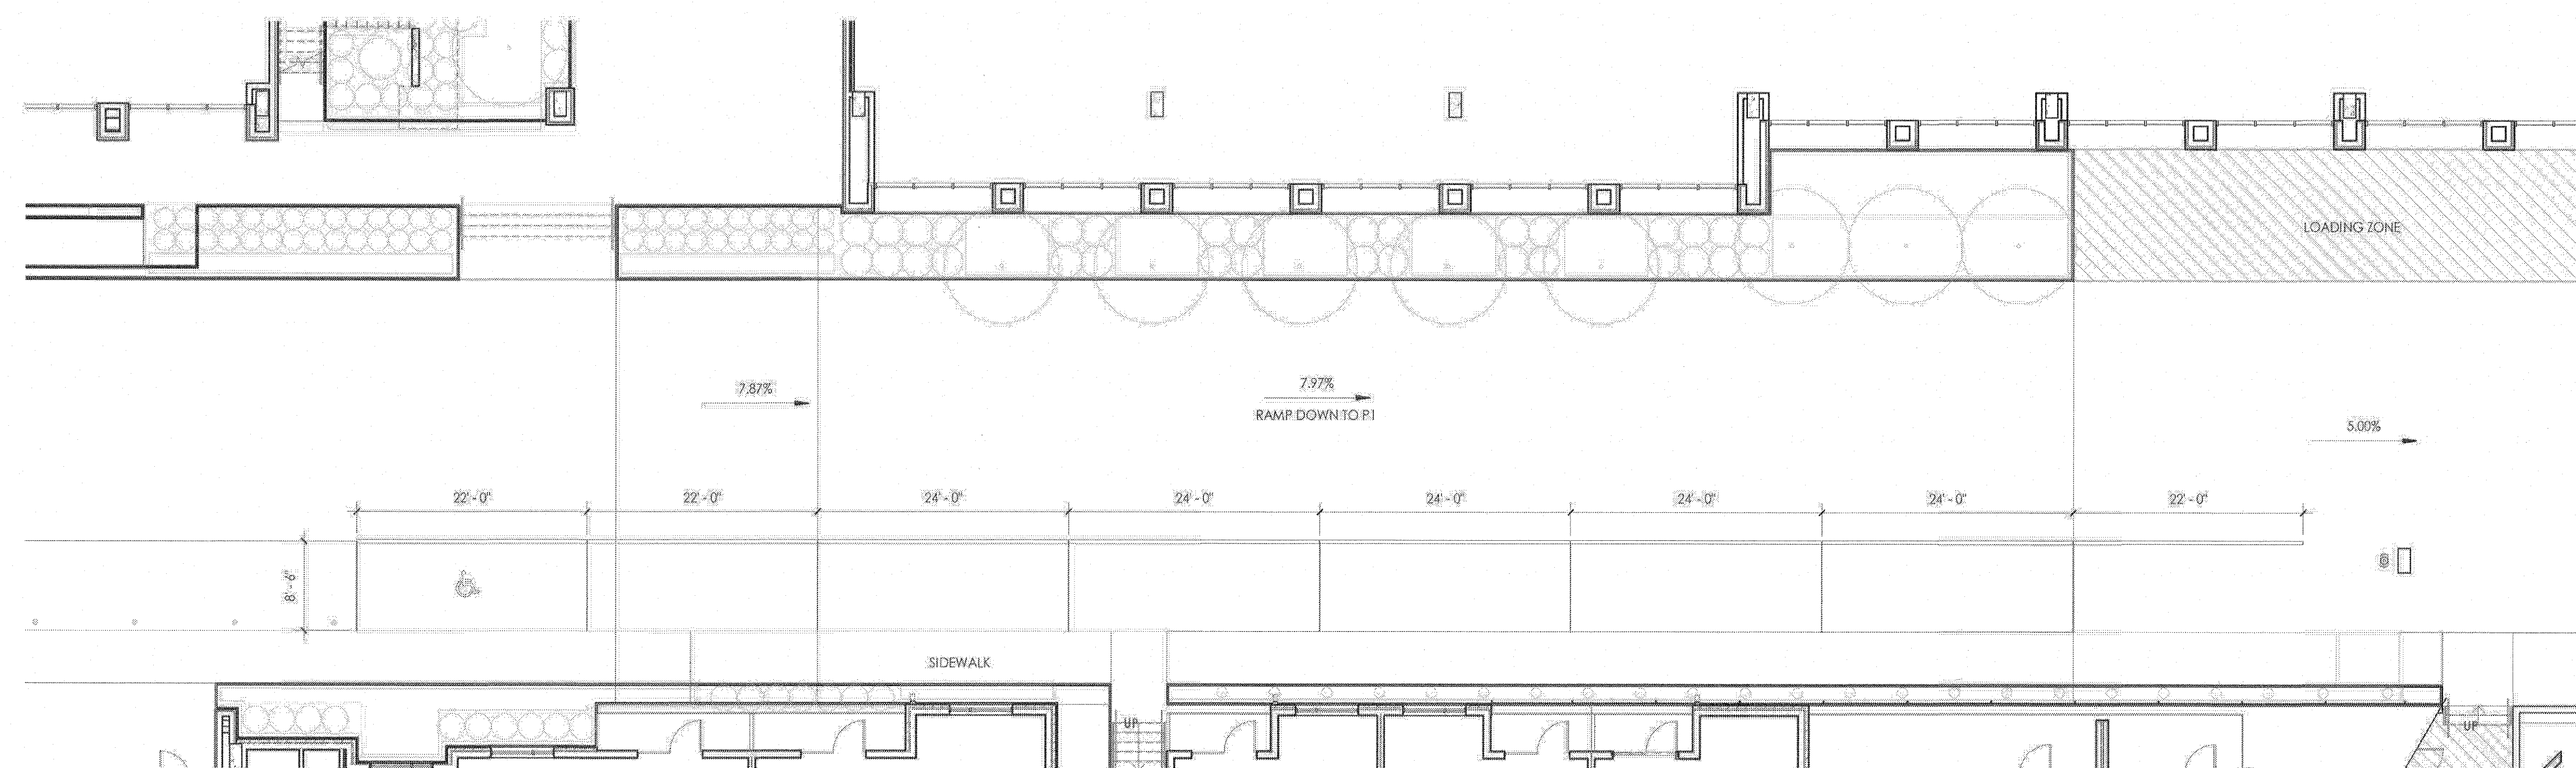 LOADING ZONE
7.87%
7.97%
RAMP DOWN TO P1
5.00%
22' - 0"
22' - 0"
24' - 0"
24' - 0"
24' - 0"
24' - 0"
24' - 0"
22' - 0"
8' - 6"
SIDEWALK
UP
UP